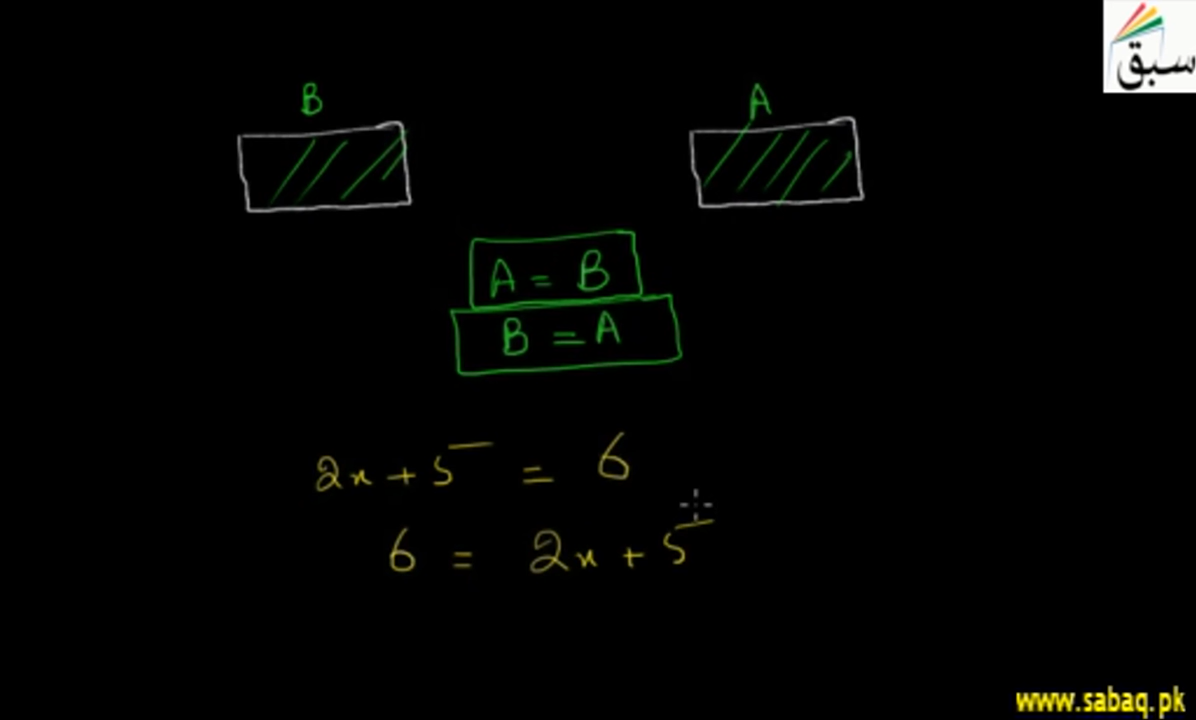 سبق
B
A
A = B
B = A
2x + 5 = 6
6 = 2x + 5
www.sabaq.pk